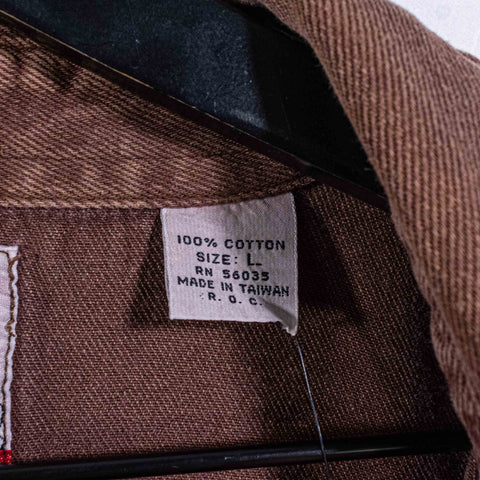 100% COTTON
SIZE: L
RN 56035
MADE IN TAIWAN
R. O. C.